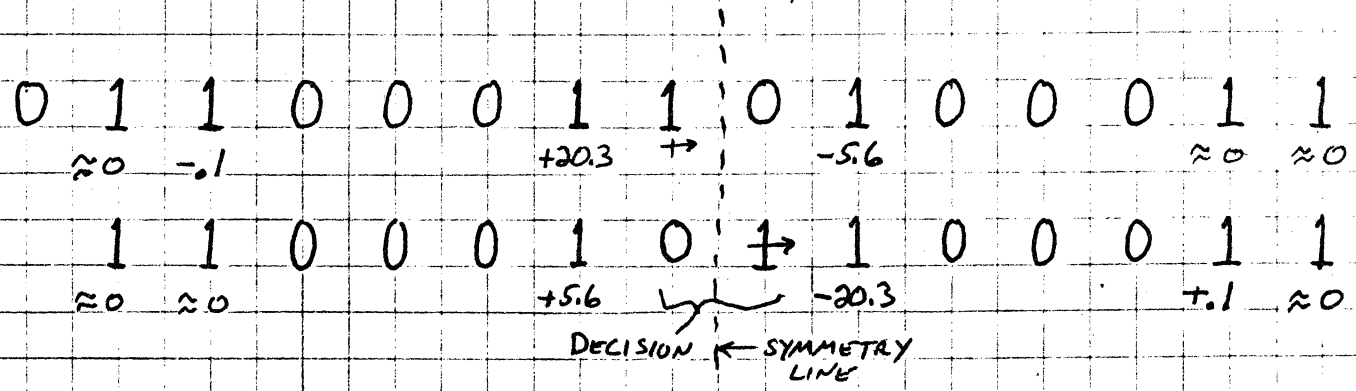 0 1 1 0 0 0 1 1 0 1 0 0 0 1 1
≈0 -.1 +20.3 → -5.6 ≈0 ≈0
1 1 0 0 0 1 0 1 → 1 0 0 0 1 1
≈0 ≈0 +5.6 -20.3 +.1 ≈0
DECISION ← SYMMETRY
LINE